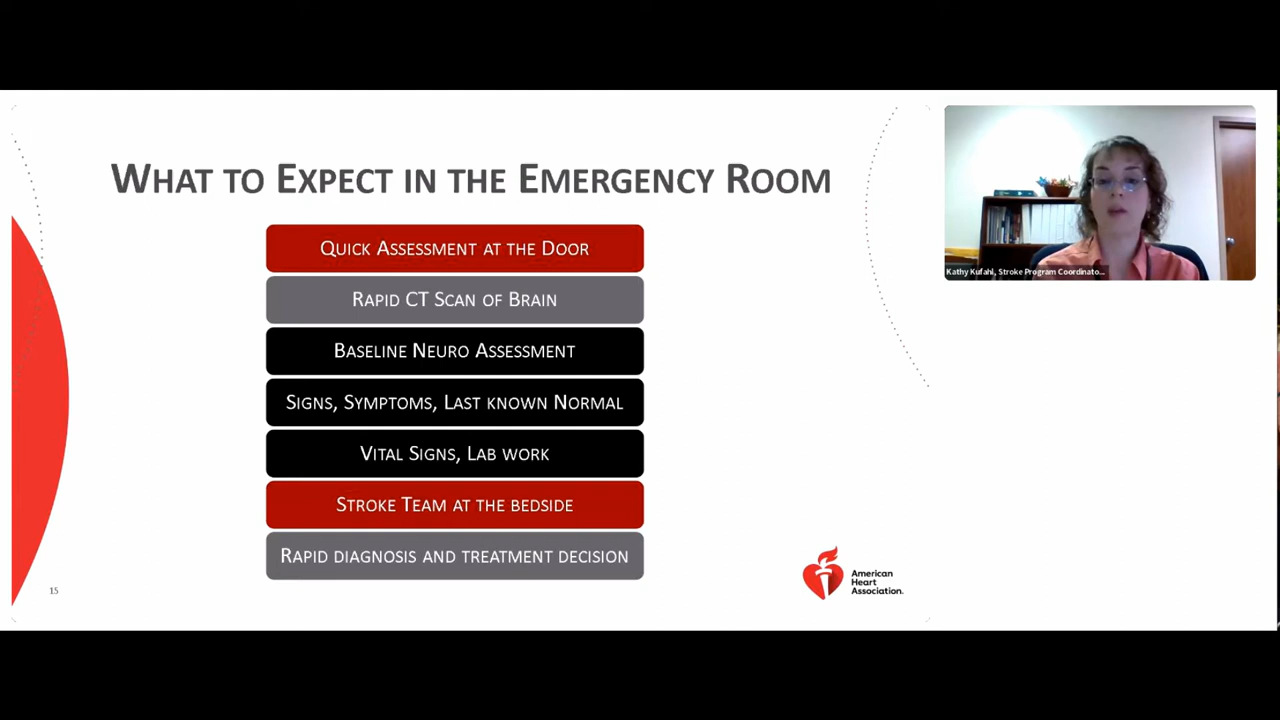 What to Expect in the Emergency Room
Quick Assessment at the Door
Rapid CT Scan of Brain
Baseline Neuro Assessment
Signs, Symptoms, Last known Normal
Vital Signs, Lab work
Stroke Team at the bedside
Rapid diagnosis and treatment decision
15
American
Heart
Association.
Kathy Kufahl, Stroke Program Coordinato...